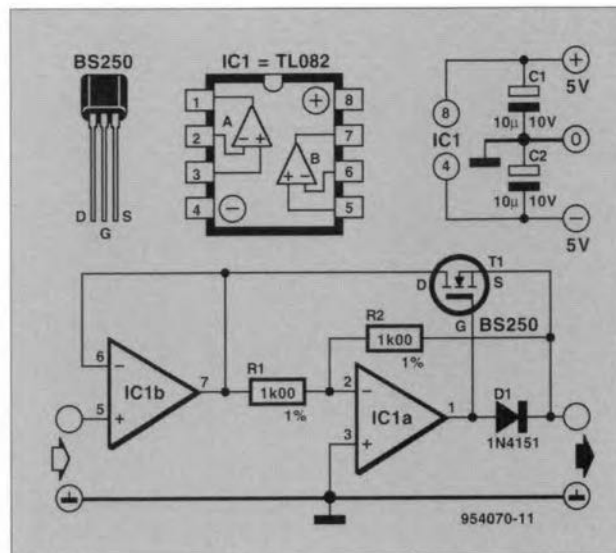 BS250
D
G
S
IC1 = TL082
1
2
3
4
8
7
6
5
A
B
− +
+ −
+
−
8
IC1
4
C1
10µ 10V
C2
10µ 10V
+
5V
0
−
5V
T1
D
S
G
BS250
R2
1k00
1%
R1
1k00
1%
6
−
5
+
IC1b
7
2
−
3
+
IC1a
1
D1
1N4151
954070-11